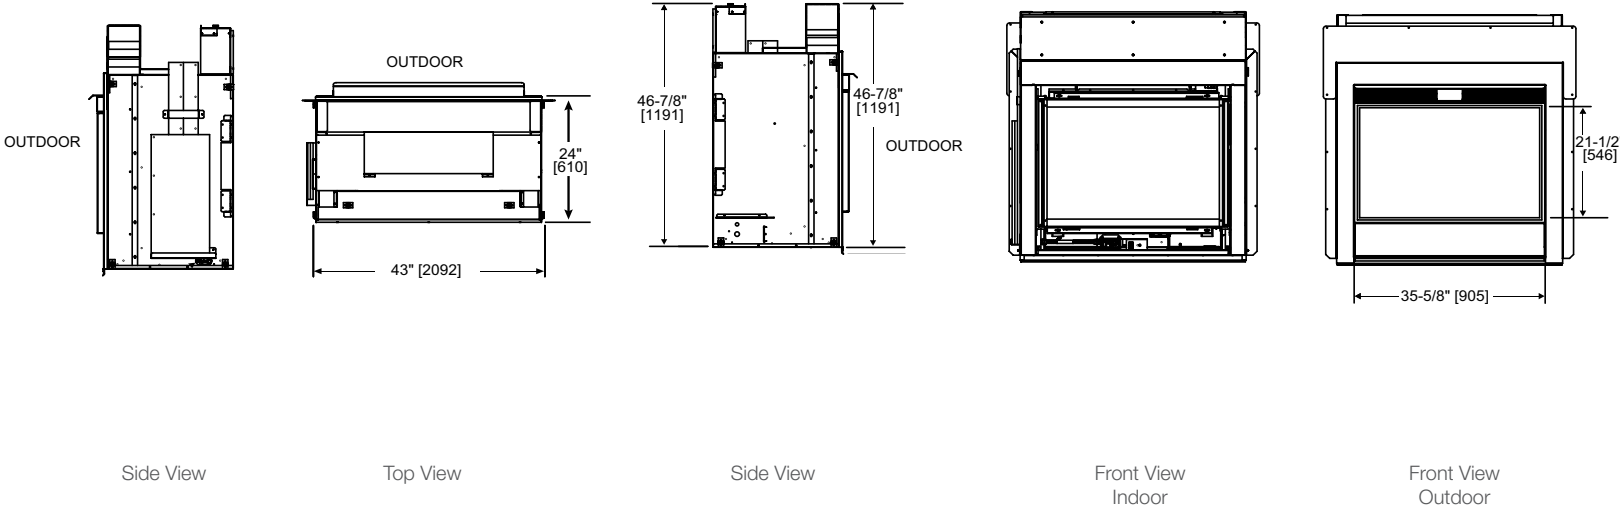 OUTDOOR
OUTDOOR
24"
[610]
43" [2092]
46-7/8"
[1191]
46-7/8"
[1191]
OUTDOOR
21-1/2
[546]
35-5/8" [905]
Side View
Top View
Side View
Front View
Indoor
Front View
Outdoor